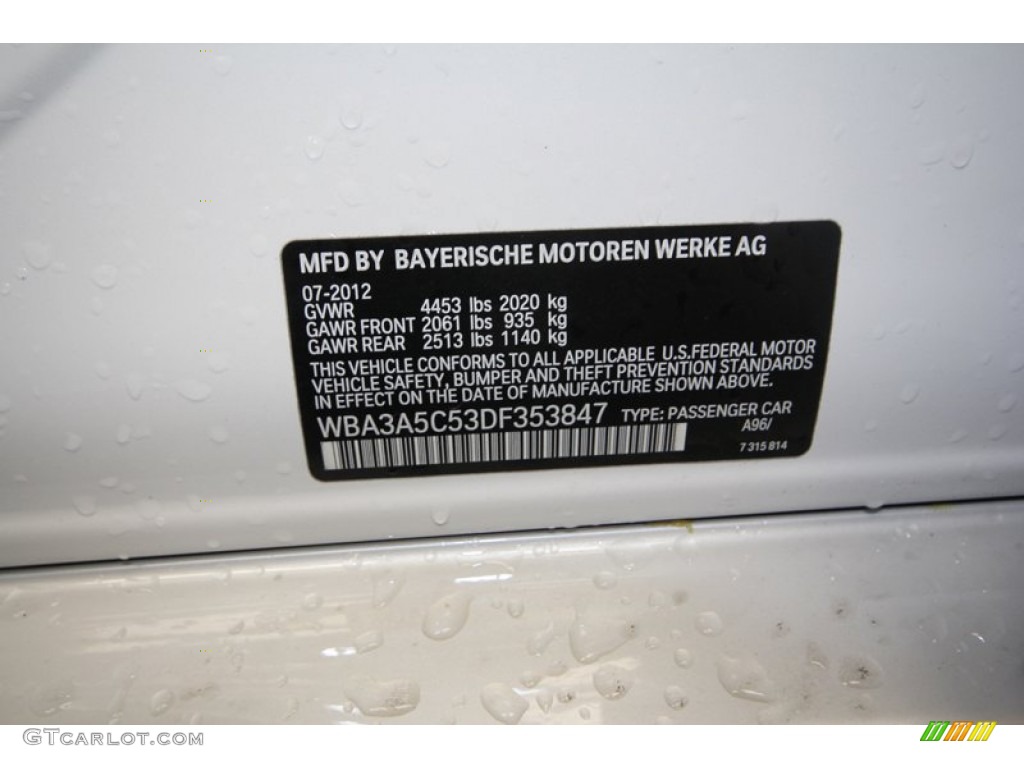 MFD BY BAYERISCHE MOTOREN WERKE AG
07-2012
GVWR 4453 lbs 2020 kg
GAWR FRONT 2061 lbs 935 kg
GAWR REAR 2513 lbs 1140 kg
THIS VEHICLE CONFORMS TO ALL APPLICABLE U.S.FEDERAL MOTOR
VEHICLE SAFETY, BUMPER AND THEFT PREVENTION STANDARDS
IN EFFECT ON THE DATE OF MANUFACTURE SHOWN ABOVE.
WBA3A5C53DF353847 TYPE: PASSENGER CAR
A96/
7 315 814
GTCarLot.com